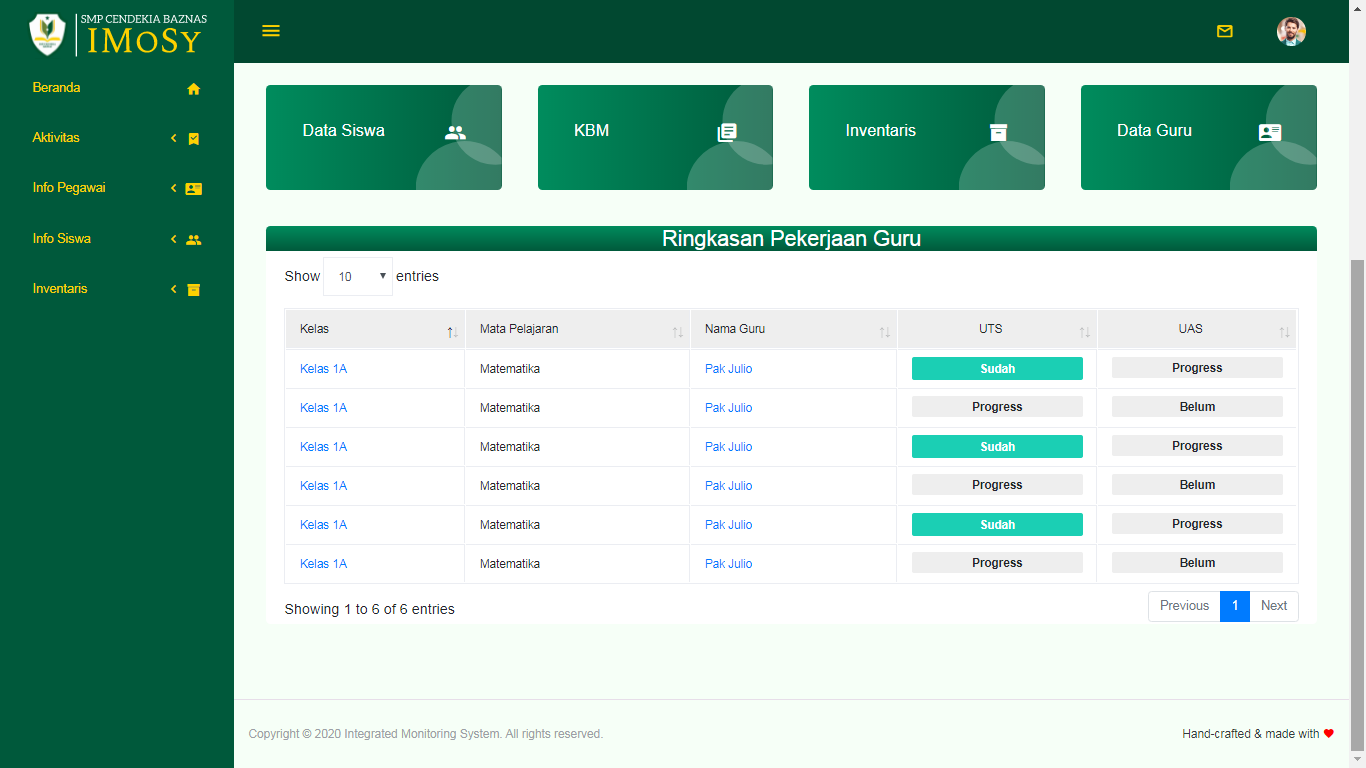 SMP CENDEKIA BAZNAS
IMoSy
Beranda
Aktivitas
Info Pegawai
Info Siswa
Inventaris
Data Siswa
KBM
Inventaris
Data Guru
Ringkasan Pekerjaan Guru
Show 10 entries
Kelas Mata Pelajaran Nama Guru UTS UAS
Kelas 1A Matematika Pak Julio Sudah Progress
Kelas 1A Matematika Pak Julio Progress Belum
Kelas 1A Matematika Pak Julio Sudah Progress
Kelas 1A Matematika Pak Julio Progress Belum
Kelas 1A Matematika Pak Julio Sudah Progress
Kelas 1A Matematika Pak Julio Progress Belum
Showing 1 to 6 of 6 entries
Previous 1 Next
Copyright © 2020 Integrated Monitoring System. All rights reserved.
Hand-crafted & made with